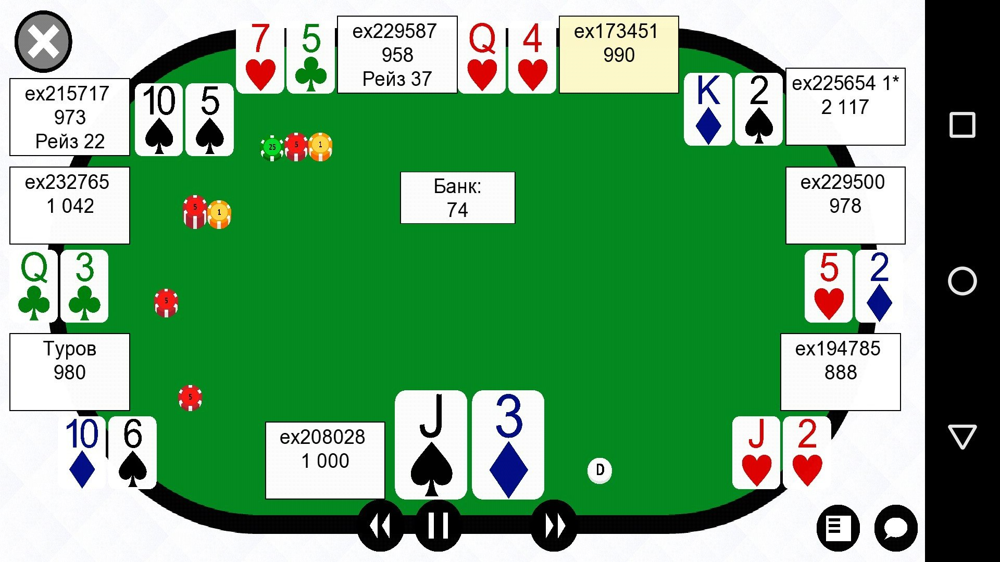 7
5
ex229587
958
Рейз 37
Q
4
ex173451
990
ex215717
973
Рейз 22
10
5
K
2
ex225654 1*
2 117
25
5
1
ex232765
1 042
5
1
Банк:
74
ex229500
978
Q
3
5
5
2
Туров
980
5
ex194785
888
10
6
ex208028
1 000
J
3
D
J
2